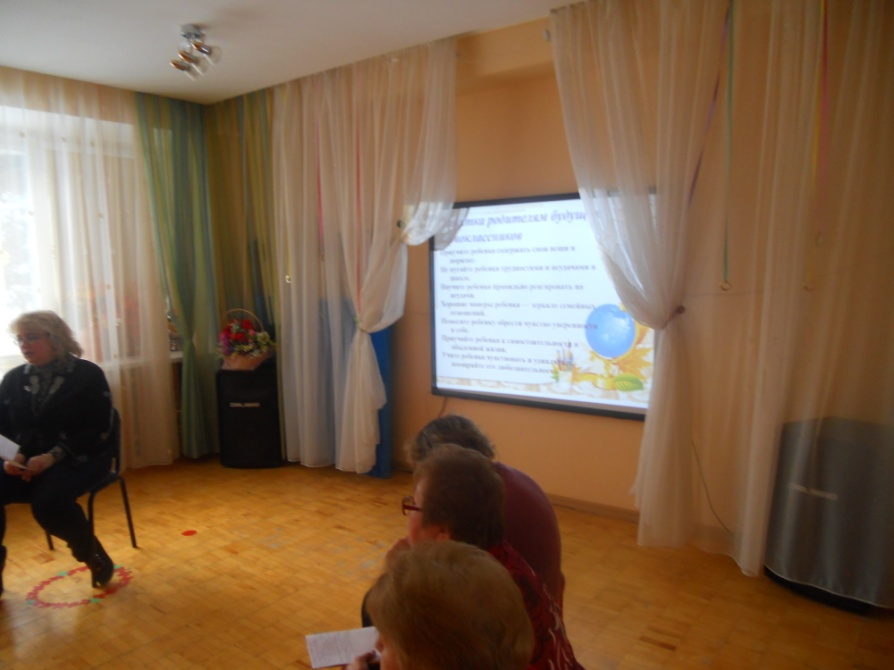 родителям будущ
Приучайте ребенка содержать свои вещи в
порядке.
Не пугайте ребенка трудностями и неудачами в
школе.
Научите ребенка правильно реагировать на
неудачи.
Хорошие манеры ребенка — зеркало семейных
отношений.
Помогите ребенку обрести чувство уверенности
в себе.
Приучайте ребенка к самостоятельности в
обыденной жизни.
Учите ребенка чувствовать и
поощряйте его любознательность